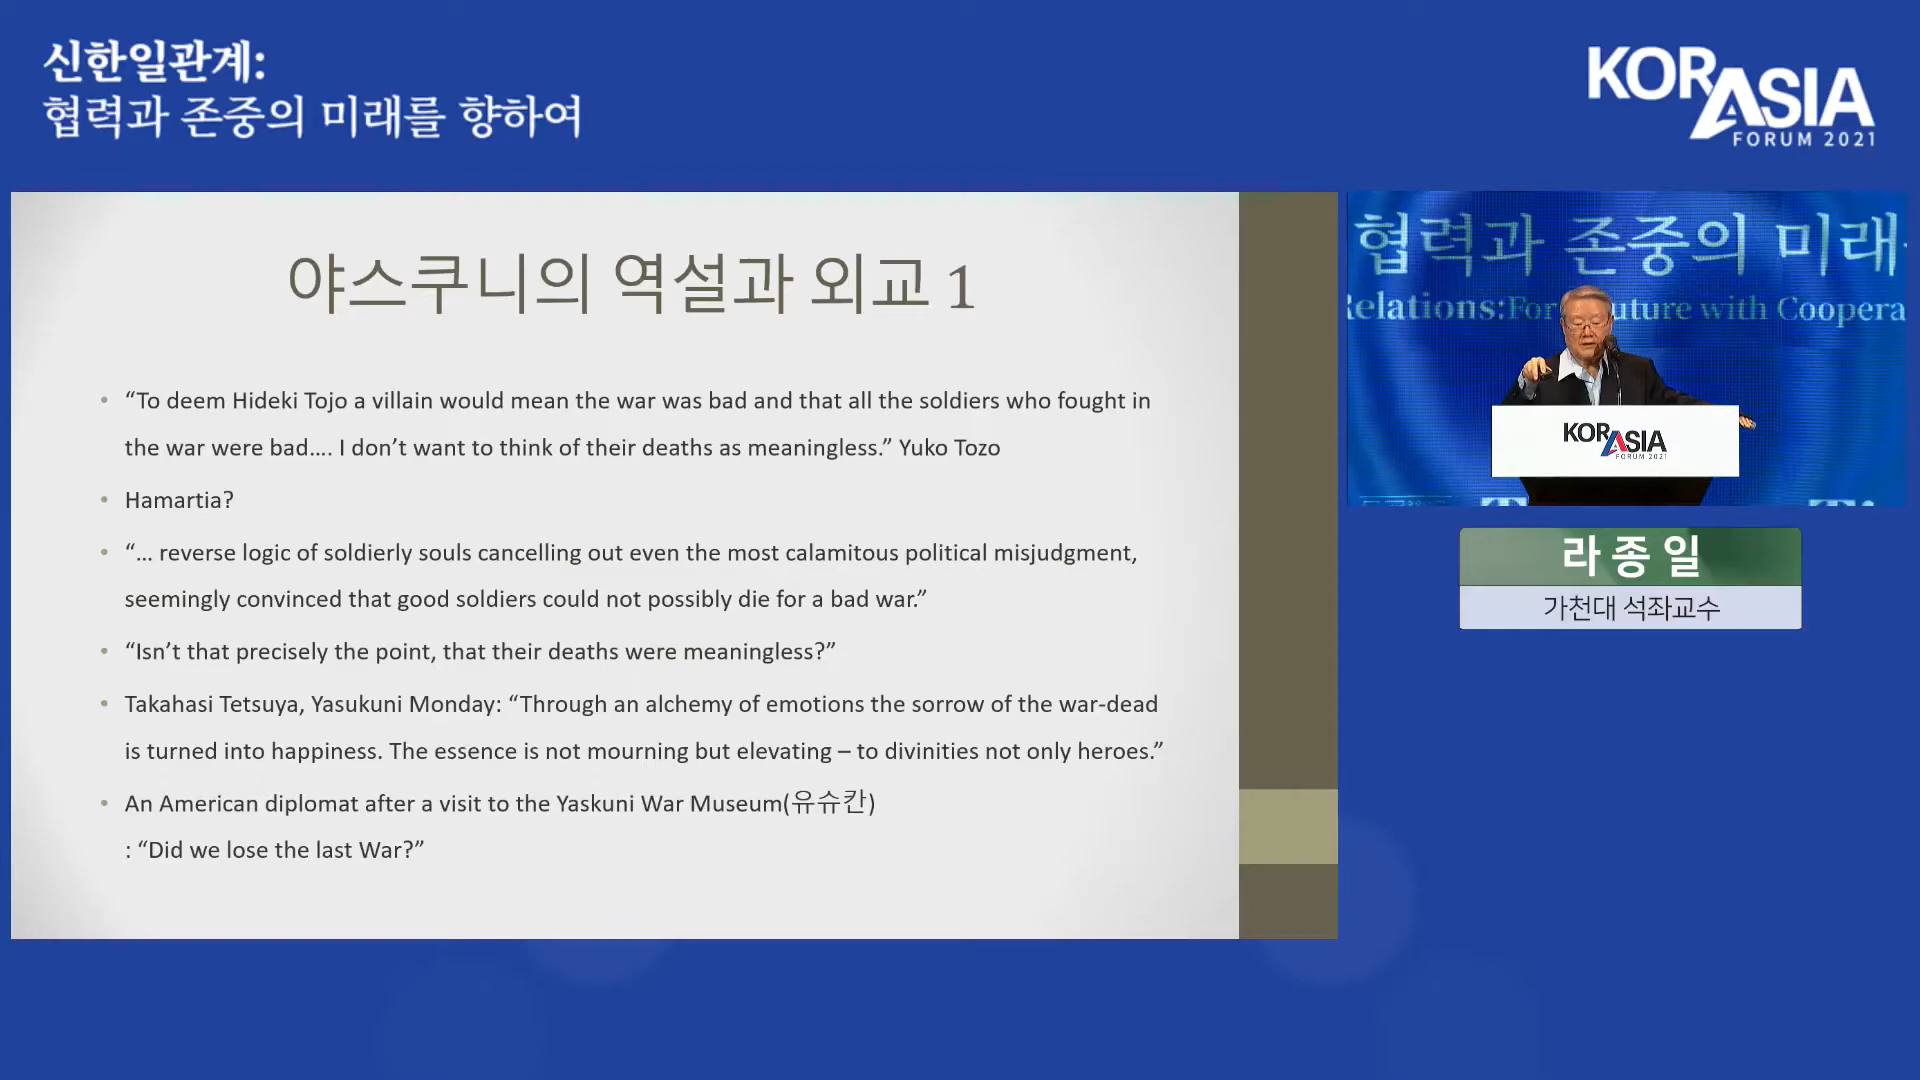 신한일관계:
협력과 존중의 미래를 향하여
KORASIA
FORUM 2021
야스쿠니의 역설과 외교 1
• “To deem Hideki Tojo a villain would mean the war was bad and that all the soldiers who fought in
the war were bad…. I don’t want to think of their deaths as meaningless.” Yuko Tozo
• Hamartia?
• “… reverse logic of soldierly souls cancelling out even the most calamitous political misjudgment,
seemingly convinced that good soldiers could not possibly die for a bad war.”
• “Isn’t that precisely the point, that their deaths were meaningless?”
• Takahasi Tetsuya, Yasukuni Monday: “Through an alchemy of emotions the sorrow of the war-dead
is turned into happiness. The essence is not mourning but elevating – to divinities not only heroes.”
• An American diplomat after a visit to the Yaskuni War Museum(유슈칸)
: “Did we lose the last War?”
협력과 존중의 미래
Relations:For uture with Coopera
KORASIA
FORUM 2021
라종일
가천대 석좌교수